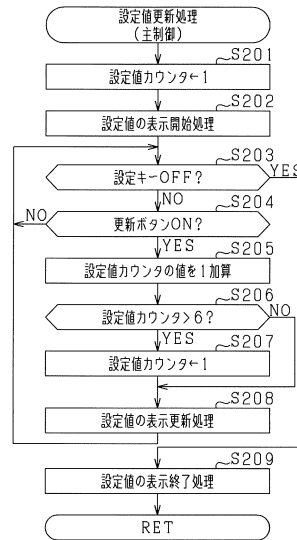 設定値更新処理
(主制御)
S201
設定値カウンタ←1
S202
設定値の表示開始処理
S203
設定キーOFF?
YES
NO
S204
NO
更新ボタンON?
YES
S205
設定値カウンタの値を1加算
S206
設定値カウンタ>6?
NO
YES
S207
設定値カウンタ←1
S208
設定値の表示更新処理
S209
設定値の表示終了処理
RET